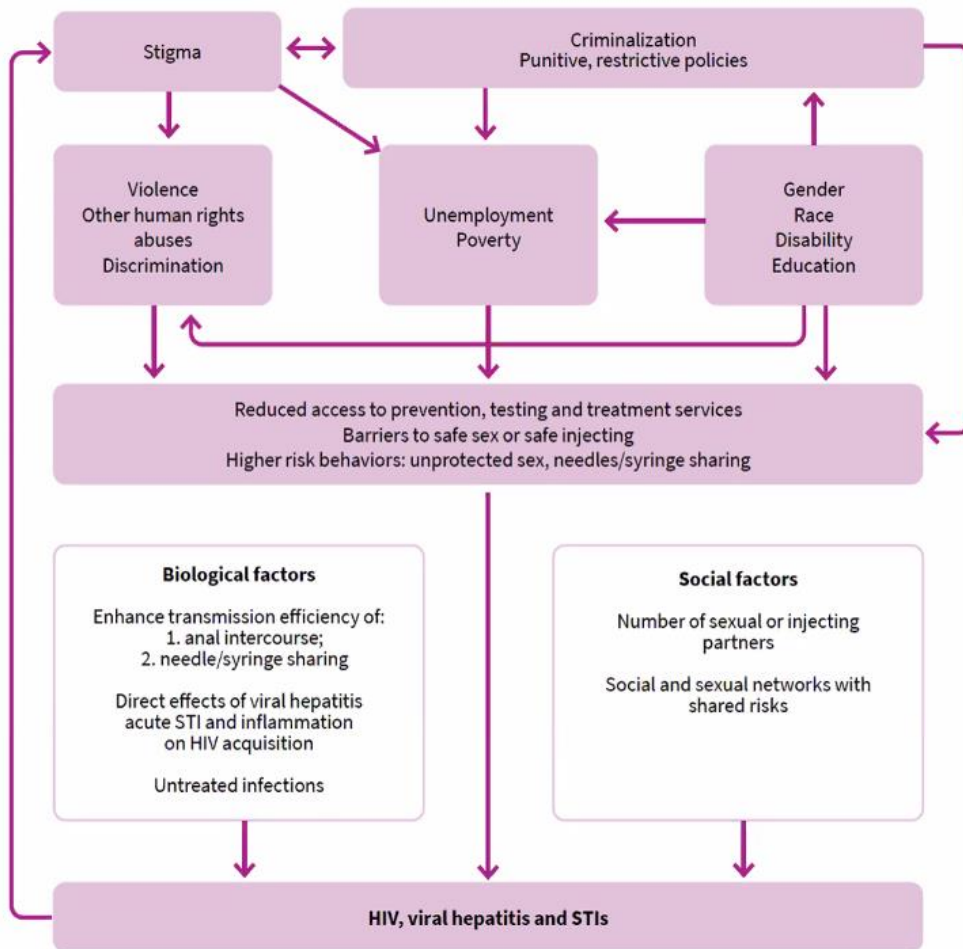 Stigma
Criminalization
Punitive, restrictive policies
Violence
Other human rights
abuses
Discrimination
Unemployment
Poverty
Gender
Race
Disability
Education
Reduced access to prevention, testing and treatment services
Barriers to safe sex or safe injecting
Higher risk behaviors: unprotected sex, needles/syringe sharing
Biological factors
Enhance transmission efficiency of:
1. anal intercourse;
2. needle/syringe sharing
Direct effects of viral hepatitis
acute STI and inflammation
on HIV acquisition
Untreated infections
Social factors
Number of sexual or injecting
partners
Social and sexual networks with
shared risks
HIV, viral hepatitis and STIs